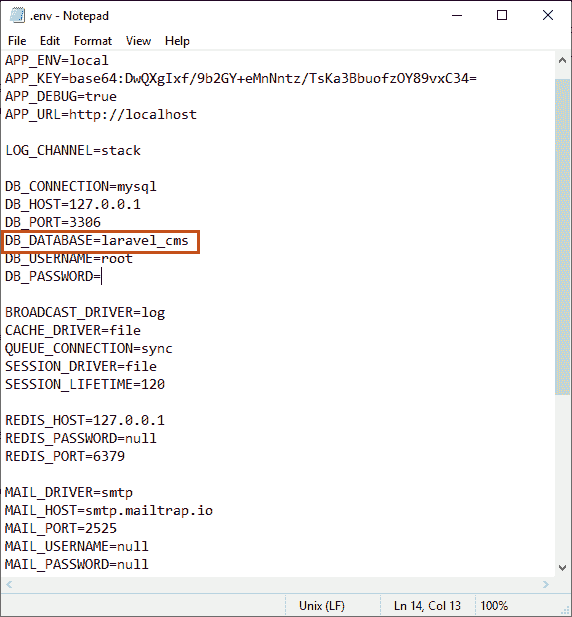 .env - Notepad
File Edit Format View Help
APP_ENV=local
APP_KEY=base64:DwQXgIxf/9b2GY+eMnNntz/TsKa3BbuofzOY89vxC34=
APP_DEBUG=true
APP_URL=http://localhost

LOG_CHANNEL=stack

DB_CONNECTION=mysql
DB_HOST=127.0.0.1
DB_PORT=3306
DB_DATABASE=laravel_cms
DB_USERNAME=root
DB_PASSWORD=

BROADCAST_DRIVER=log
CACHE_DRIVER=file
QUEUE_CONNECTION=sync
SESSION_DRIVER=file
SESSION_LIFETIME=120

REDIS_HOST=127.0.0.1
REDIS_PASSWORD=null
REDIS_PORT=6379

MAIL_DRIVER=smtp
MAIL_HOST=smtp.mailtrap.io
MAIL_PORT=2525
MAIL_USERNAME=null
MAIL_PASSWORD=null
Unix (LF) Ln 14, Col 13 100%